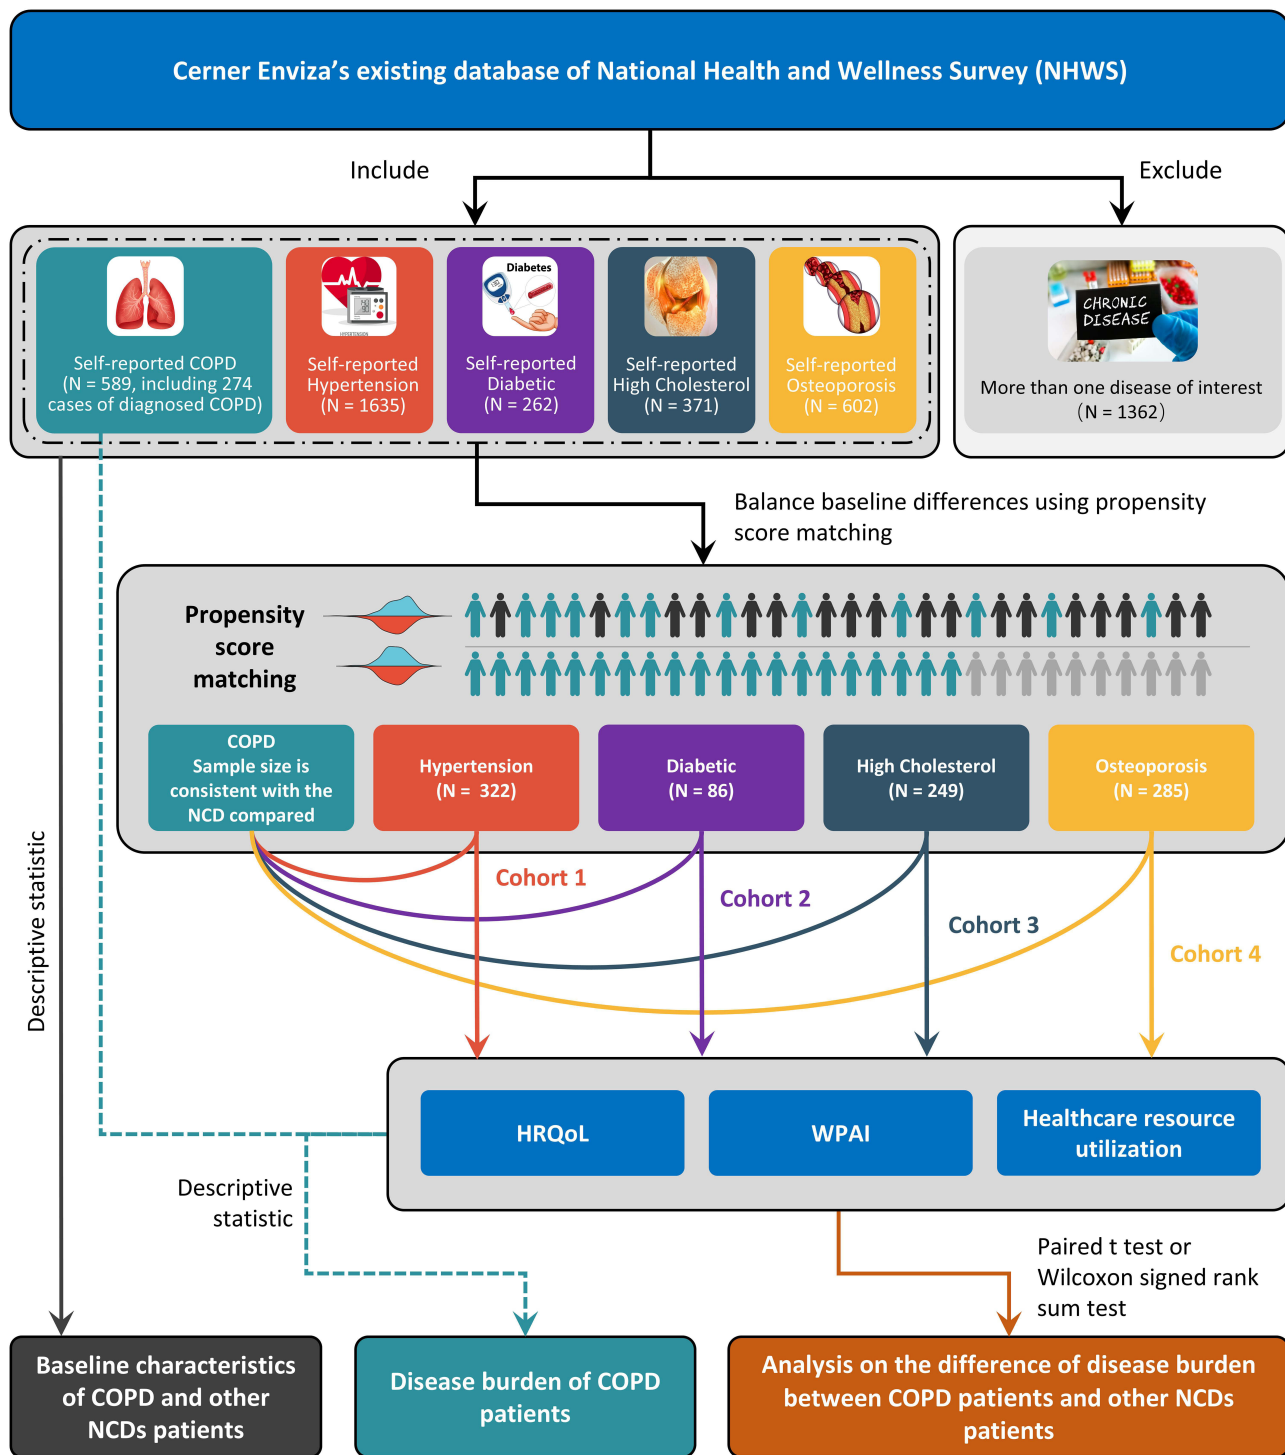 Cerner Enviza's existing database of National Health and Wellness Survey (NHWS)
Include
Exclude
Self-reported COPD
(N = 589, including 274
cases of diagnosed COPD)
HYPERTENSION
Self-reported
Hypertension
(N = 1635)
Diabetes
Self-reported
Diabetic
(N = 262)
Self-reported
High Cholesterol
(N = 371)
Self-reported
Osteoporosis
(N = 602)
CHRONIC
DISEASE
More than one disease of interest
(N = 1362)
Balance baseline differences using propensity
score matching
Propensity
score
matching
COPD
Sample size is
consistent with the
NCD compared
Hypertension
(N = 322)
Diabetic
(N = 86)
High Cholesterol
(N = 249)
Osteoporosis
(N = 285)
Cohort 1
Cohort 2
Cohort 3
Cohort 4
Descriptive statistic
HRQoL
WPAI
Healthcare resource
utilization
Descriptive
statistic
Paired t test or
Wilcoxon signed rank
sum test
Baseline characteristics
of COPD and other
NCDs patients
Disease burden of COPD
patients
Analysis on the difference of disease burden
between COPD patients and other NCDs
patients